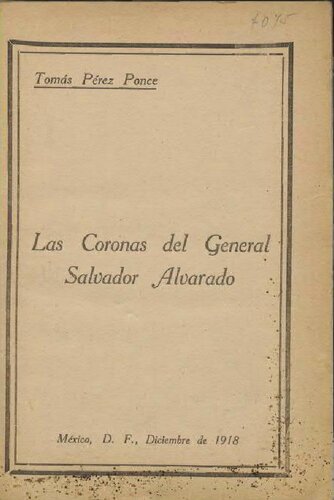 Tomás Pérez Ponce
Las Coronas del General
Salvador Alvarado
México, D. F., Diciembre de 1918